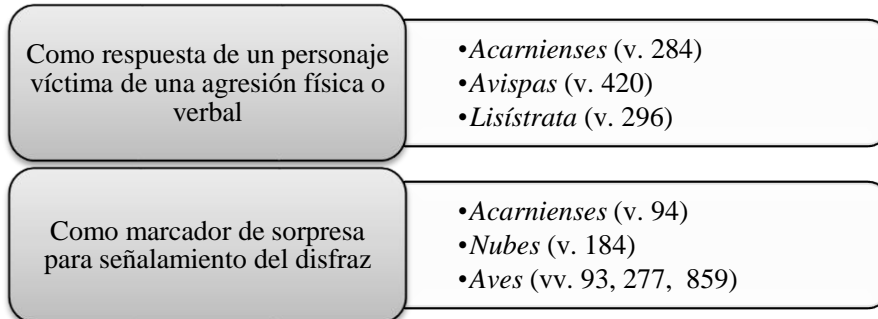 Como respuesta de un personaje
víctima de una agresión física o
verbal
•Acarnienses (v. 284)
•Avispas (v. 420)
•Lisístrata (v. 296)
Como marcador de sorpresa
para señalamiento del disfraz
•Acarnienses (v. 94)
•Nubes (v. 184)
•Aves (vv. 93, 277, 859)